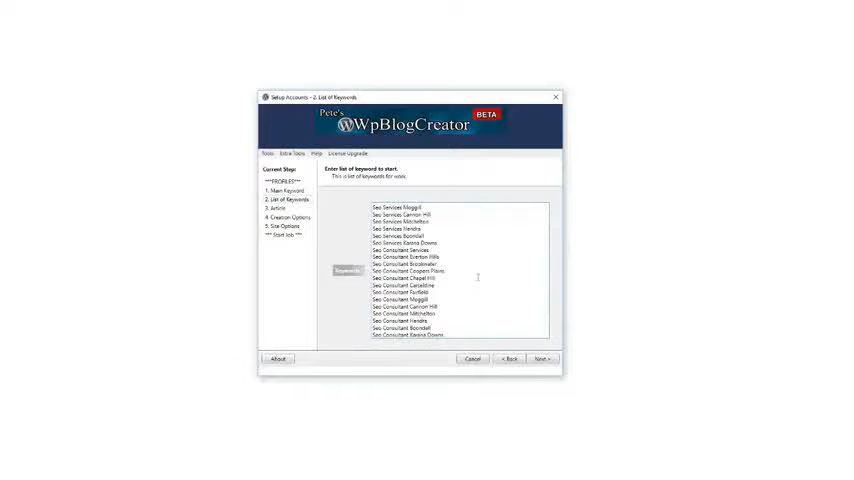 Setup Accounts - 2. List of Keywords
Pete's
WpBlogCreator
BETA
Tools Extra Tools Help License Upgrade
Current Step:
***PROFILES***
1. Main Keyword
2. List of Keywords
3. Article
4. Creation Options
5. Site Options
*** Start Job ***
Enter list of keyword to start.
This is list of keywords for work.
Keywords
Seo Services Moggill
Seo Services Cannon Hill
Seo Services Mitchelton
Seo Services Hendra
Seo Services Boondall
Seo Services Karana Downs
Seo Consultant Services
Seo Consultant Everton Hills
Seo Consultant Brookwater
Seo Consultant Coopers Plains
Seo Consultant Chapel Hill
Seo Consultant Carseldine
Seo Consultant Fairfield
Seo Consultant Moggill
Seo Consultant Cannon Hill
Seo Consultant Mitchelton
Seo Consultant Hendra
Seo Consultant Boondall
Seo Consultant Karana Downs
About
Cancel
< Back
Next >